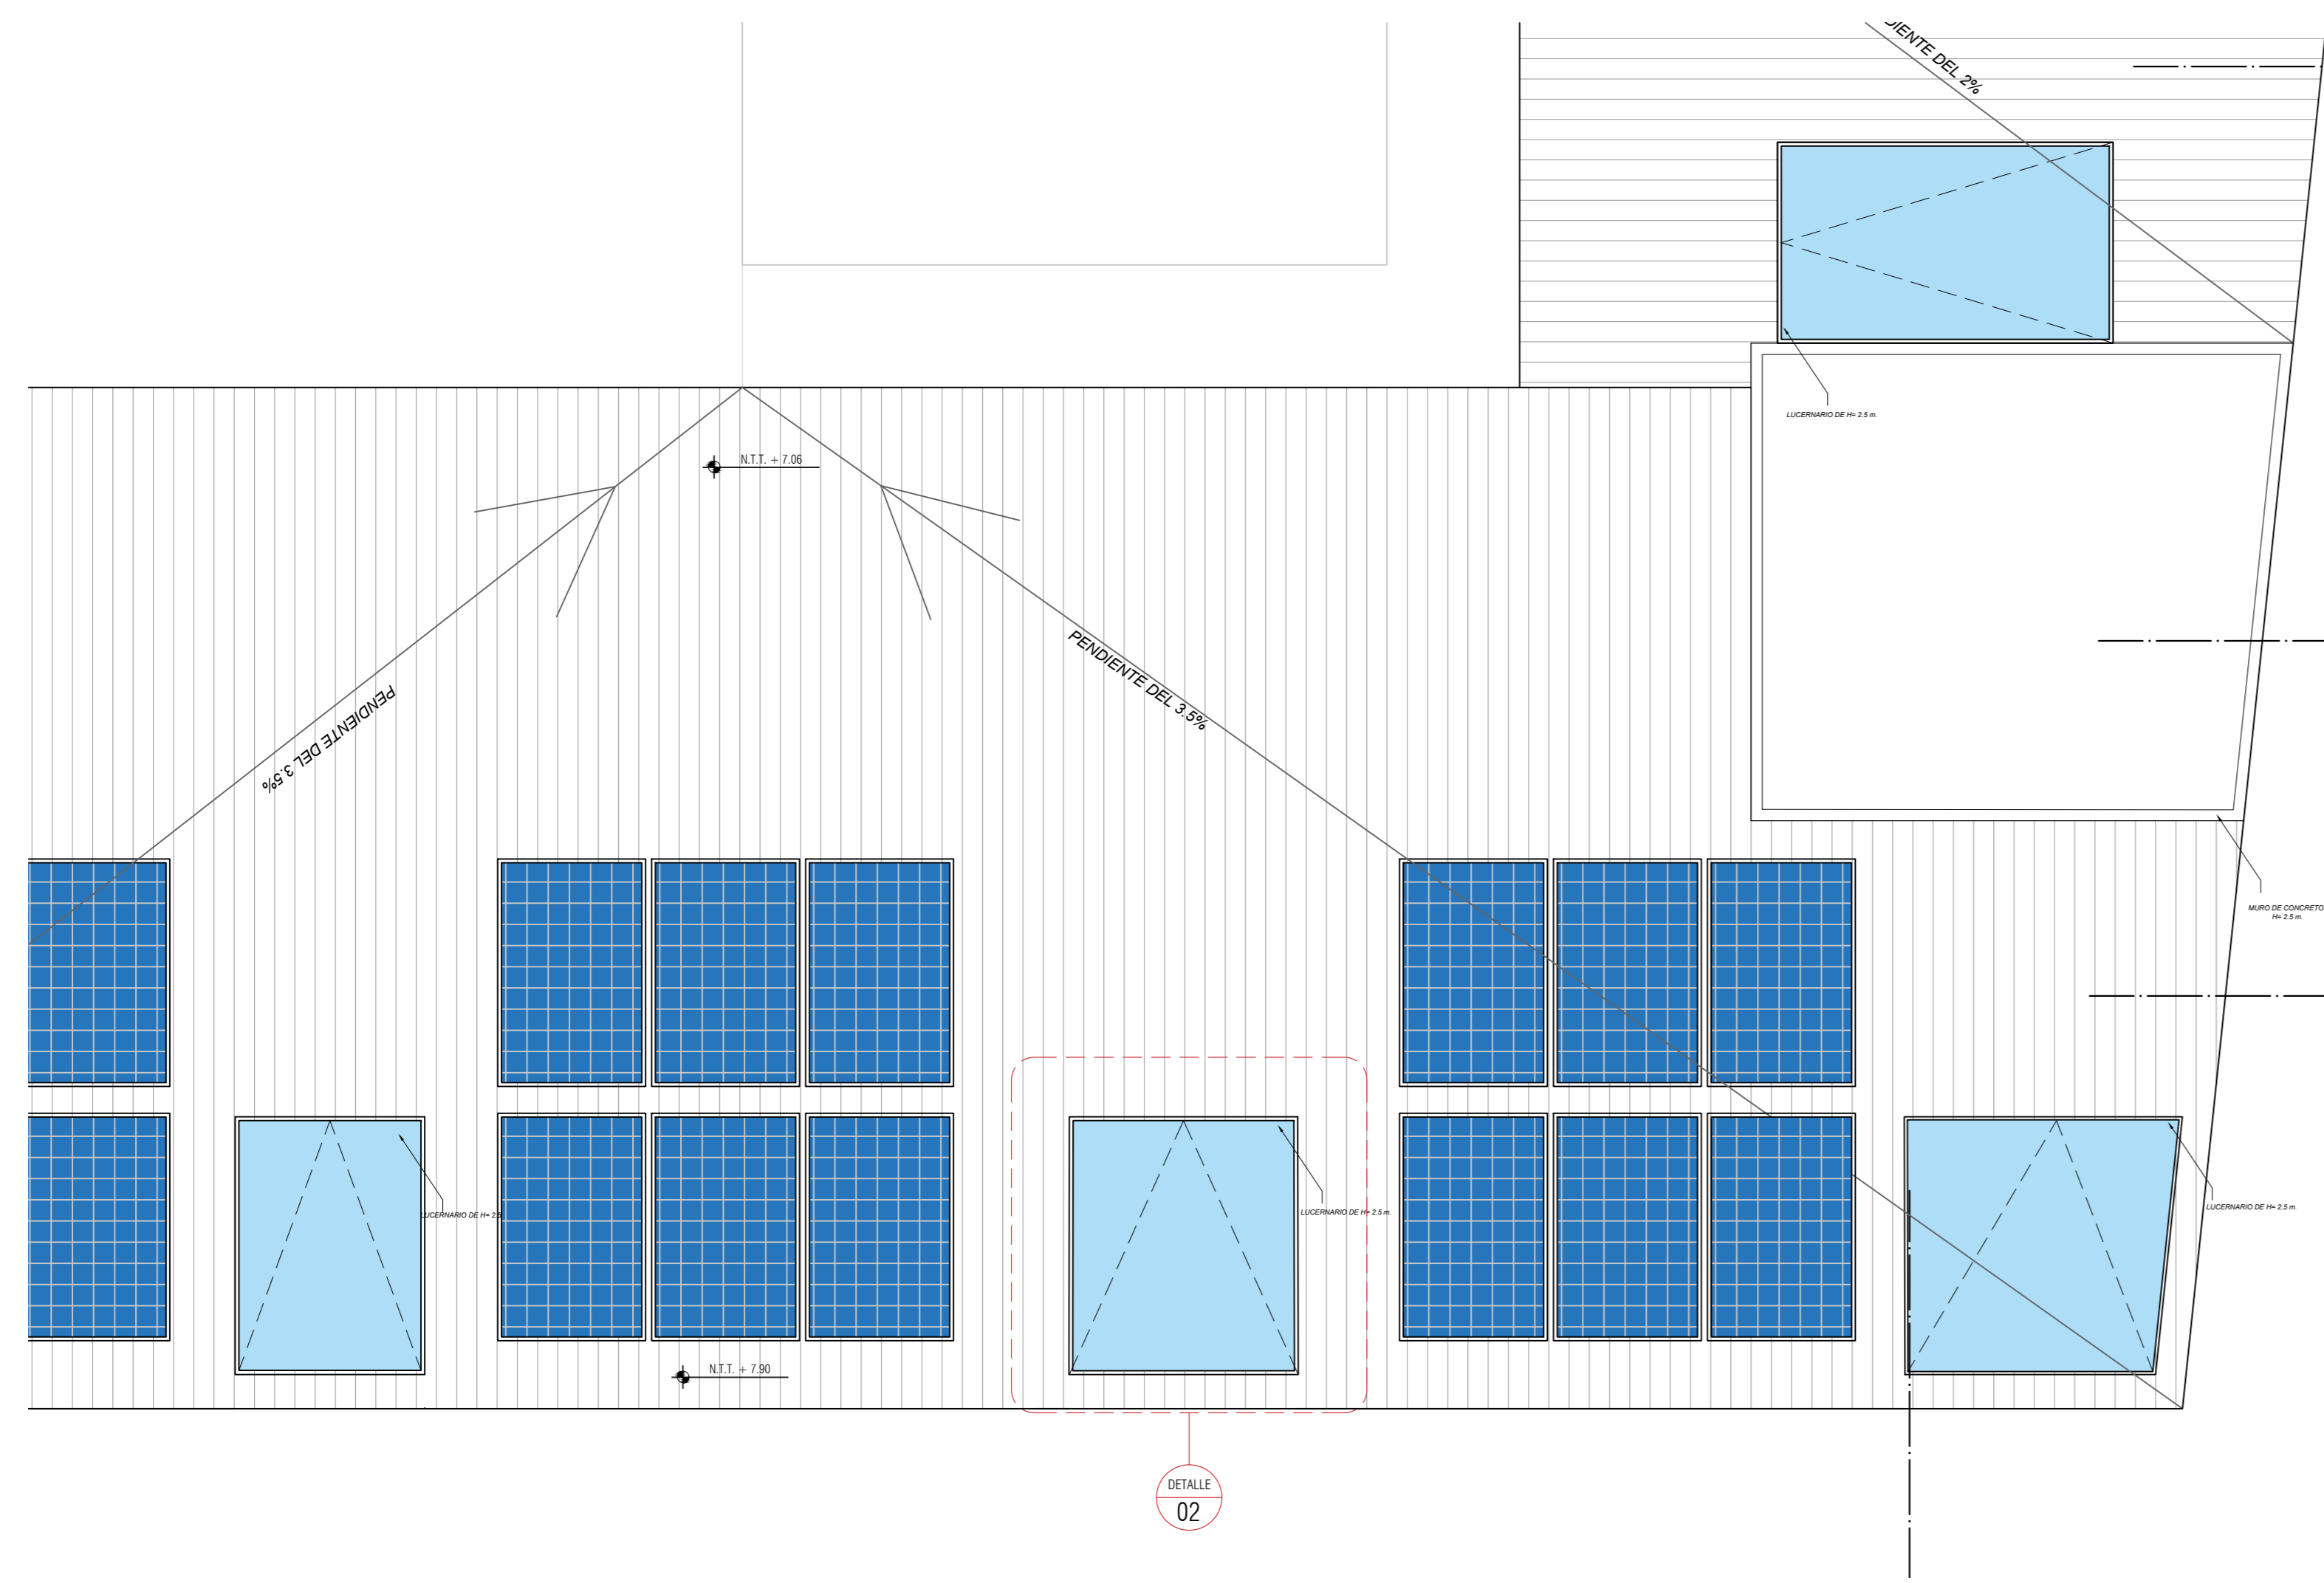 DIENTE DEL 2%
LUCERNARIO DE H= 2.5 m.
N.T.T. + 7.06
PENDIENTE DEL 3.5%
PENDIENTE DEL 3.5%
MURO DE CONCRETO
H= 2.5 m.
LUCERNARIO DE H= 2.5
LUCERNARIO DE H= 2.5 m.
LUCERNARIO DE H= 2.5 m.
N.T.T. + 7.90
DETALLE
02